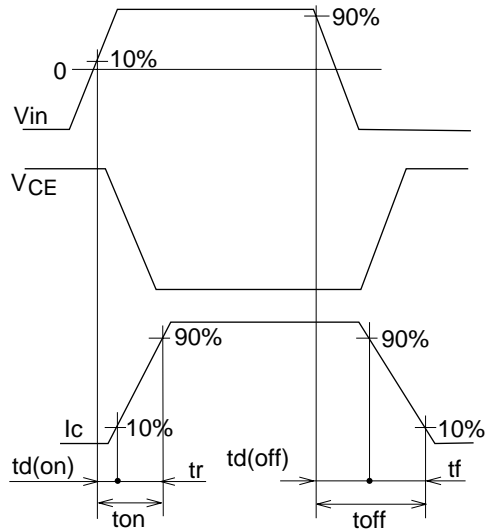 90%
10%
0
Vin
VCE
90%
90%
Ic
10%
10%
td(on)
tr
td(off)
tf
ton
toff